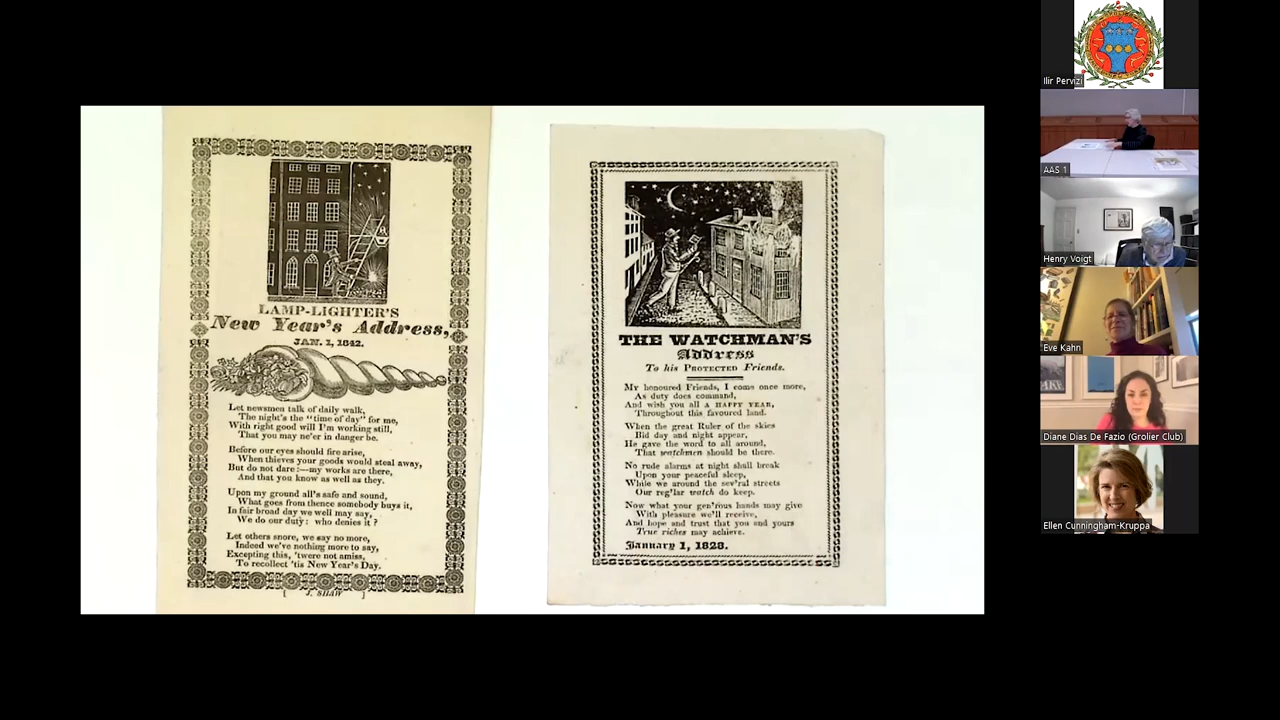 LAMP-LIGHTER'S
New Year's Address,
JAN. 1, 1842.
Let newsmen talk of daily walk,
The night's the "time of day" for me,
With right good will I'm working still,
That you may ne'er in danger be.
Before our eyes should fire arise,
When thieves your goods would steal away,
But do not dare:—my works are there,
And that you know as well as they.
Upon my ground all's safe and sound,
What goes from thence somebody buys it,
In fair broad day we well may say,
We do our duty: who denies it?
Let others snore, we say no more,
Indeed we've nothing more to say,
Excepting this, 'twere not amiss,
To recollect 'tis New Year's Day.
[ J. SHAW ]
THE WATCHMAN'S
Address
To his PROTECTED Friends.
My honoured Friends, I come once more,
As duty does command,
And wish you all A HAPPY YEAR,
Throughout this favoured land.
When the great Ruler of the skies
Bid day and night appear,
He gave the word to all around,
That watchmen should be there.
No rude alarms at night shall break
Upon your peaceful sleep,
While we around the sev'ral streets
Our reg'lar watch do keep.
Now what your gen'rous hands may give
With pleasure we'll receive,
And hope and trust that you and yours
True riches may achieve.
January 1, 1828.
Ilir Pervizi
AAS 1
Henry Voigt
Eve Kahn
Diane Dias De Fazio (Grolier Club)
Ellen Cunningham-Kruppa